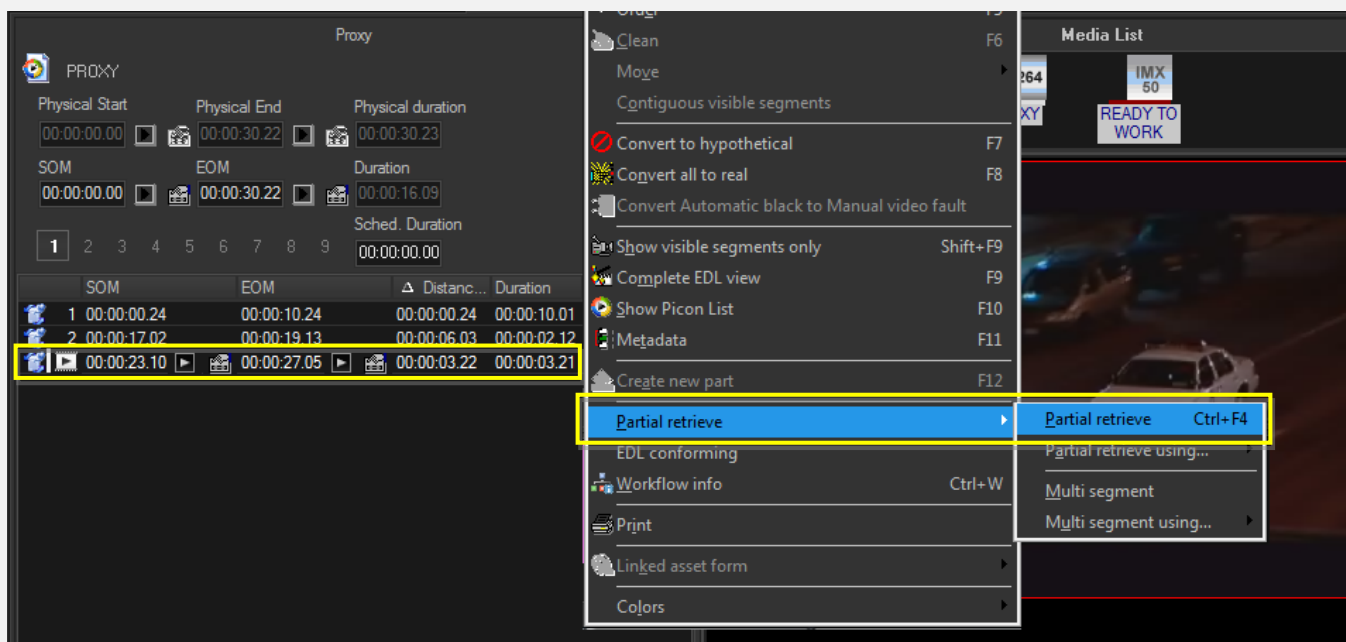 Proxy
PROXY
Physical Start Physical End Physical duration
00:00:00.00 00:00:30.22 00:00:30.23
SOM EOM Duration
00:00:00.00 00:00:30.22 00:00:16.09
Sched. Duration
1 2 3 4 5 6 7 8 9 00:00:00.00
SOM EOM Distanc... Duration
1 00:00:00.24 00:00:10.24 00:00:00.24 00:00:10.01
2 00:00:17.02 00:00:19.13 00:00:06.03 00:00:02.12
00:00:23.10 00:00:27.05 00:00:03.22 00:00:03.21
Clean F6
Move
Contiguous visible segments
Convert to hypothetical F7
Convert all to real F8
Convert Automatic black to Manual video fault
Show visible segments only Shift+F9
Complete EDL view F9
Show Picon List F10
Metadata F11
Create new part F12
Partial retrieve
EDL conforming
Workflow info Ctrl+W
Print
Linked asset form
Colors
Partial retrieve Ctrl+F4
Partial retrieve using...
Multi segment
Multi segment using...
Media List
264
XY
IMX
50
READY TO
WORK